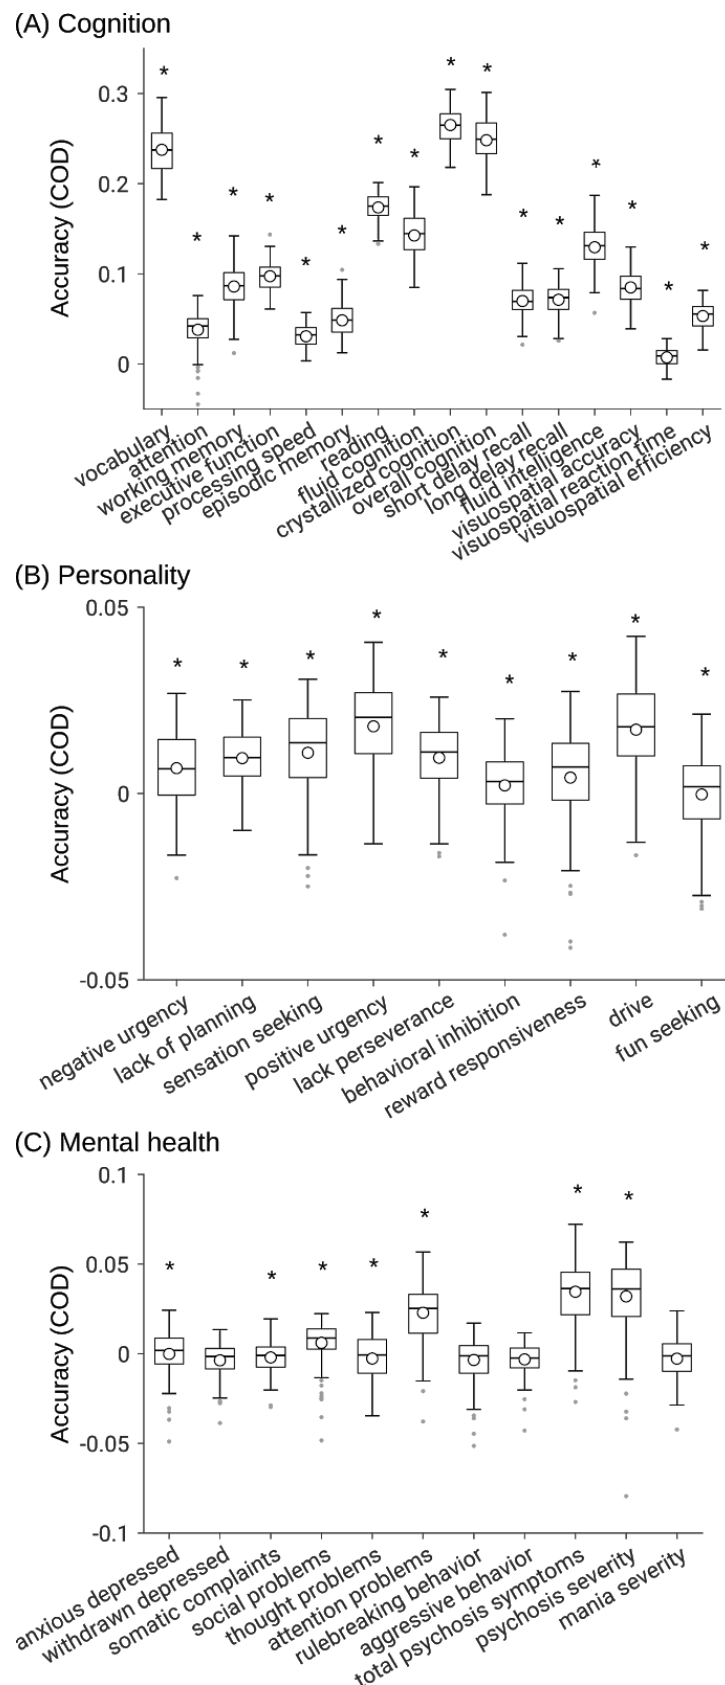 (A) Cognition
Accuracy (COD)
0.3
0.2
0.1
0
* * * * * * * * * * * * * * * *
vocabulary
attention
working memory
executive function
processing speed
episodic memory
reading
fluid cognition
crystallized cognition
overall cognition
short delay recall
long delay recall
fluid intelligence
visuospatial accuracy
visuospatial reaction time
visuospatial efficiency
(B) Personality
Accuracy (COD)
0.05
0
-0.05
* * * * * * * * *
negative urgency
lack of planning
sensation seeking
positive urgency
lack perseverance
behavioral inhibition
reward responsiveness
drive
fun seeking
(C) Mental health
Accuracy (COD)
0.1
0.05
0
-0.05
-0.1
* * * * * * *
anxious depressed
withdrawn depressed
somatic complaints
social problems
thought problems
attention problems
rulebreaking behavior
aggressive behavior
total psychosis symptoms
psychosis severity
mania severity